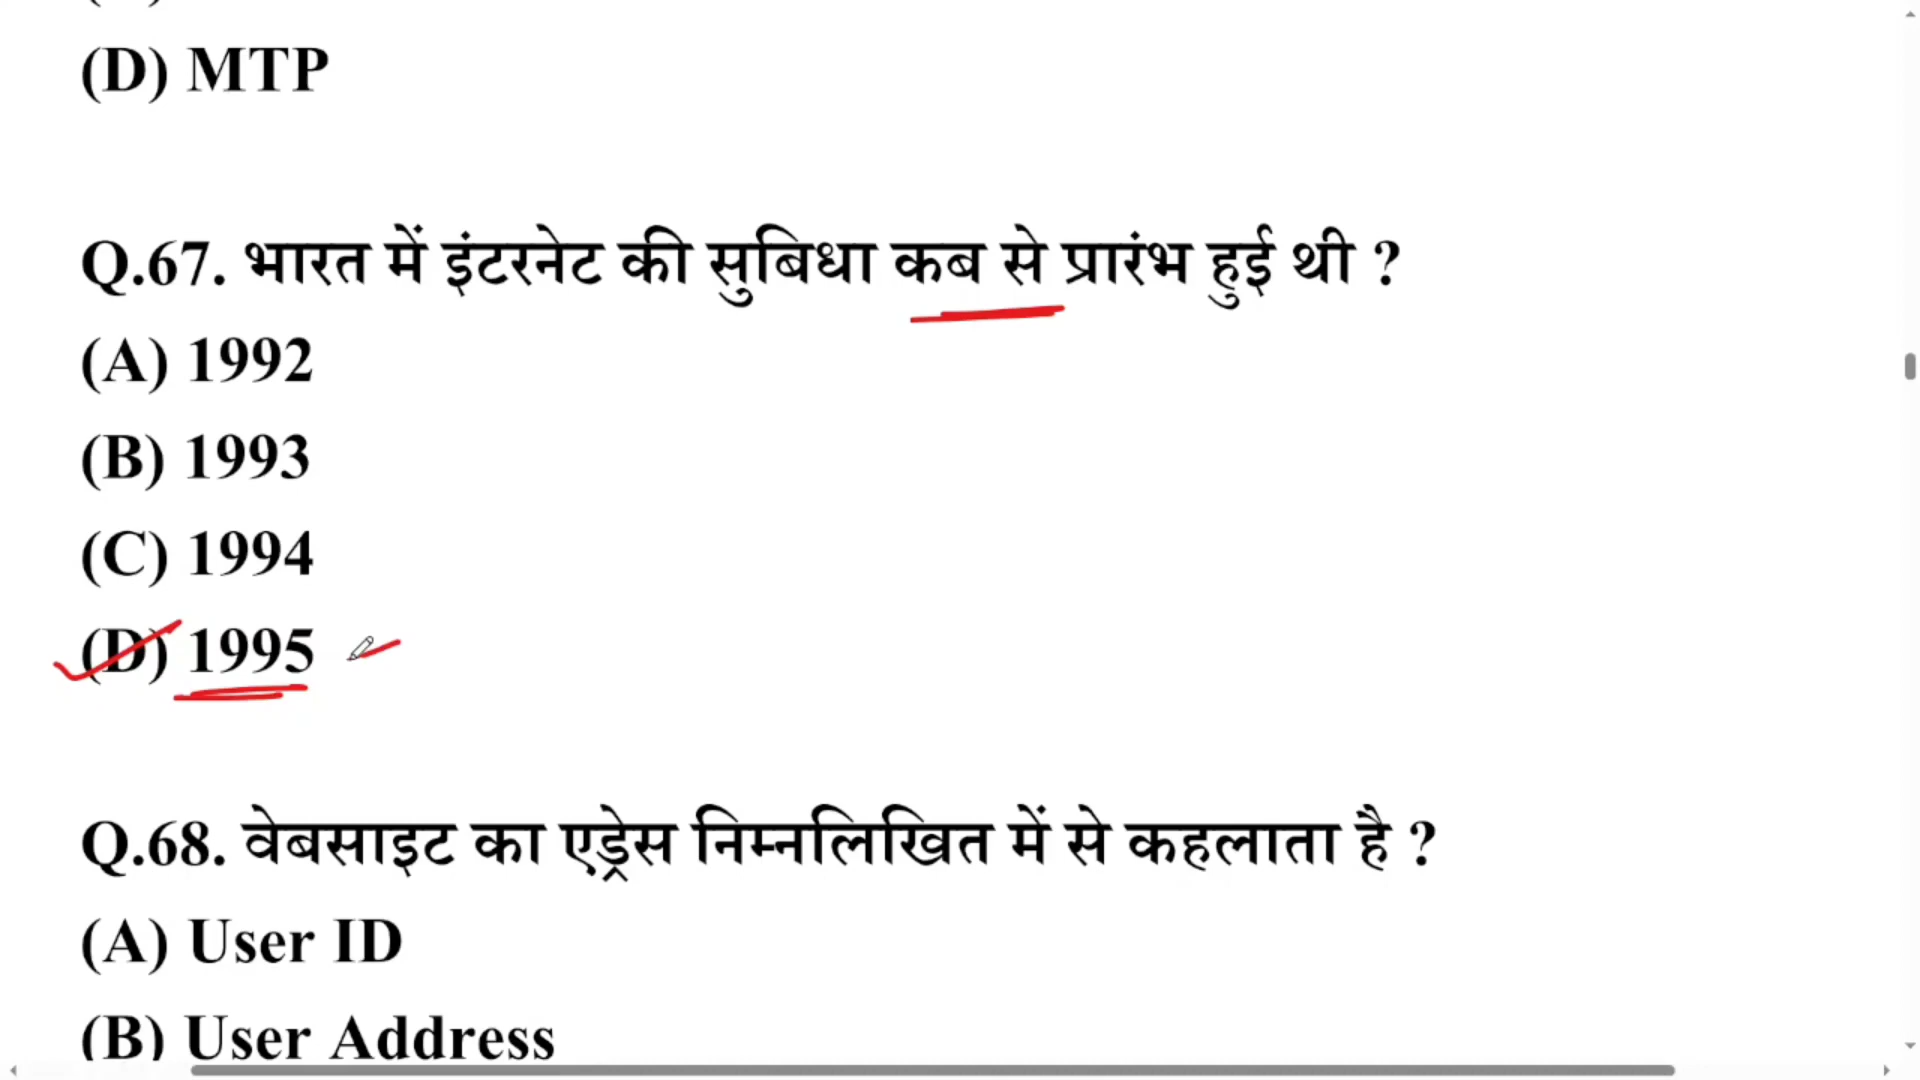 (D) MTP
Q.67. भारत में इंटरनेट की सुबिधा कब से प्रारंभ हुई थी ?
(A) 1992
(B) 1993
(C) 1994
(D) 1995
Q.68. वेबसाइट का एड्रेस निम्नलिखित में से कहलाता है ?
(A) User ID
(B) User Address